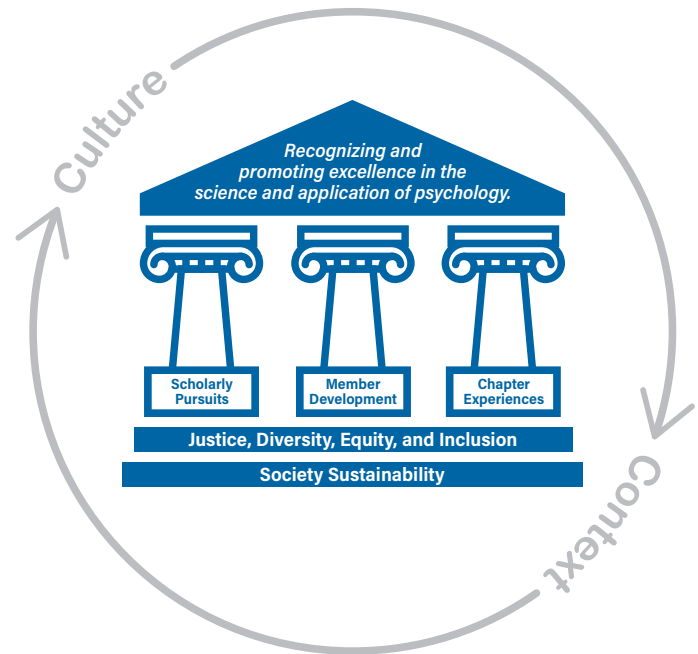 Culture
Recognizing and
promoting excellence in the
science and application of psychology.
Scholarly
Pursuits
Member
Development
Chapter
Experiences
Justice, Diversity, Equity, and Inclusion
Society Sustainability
Context